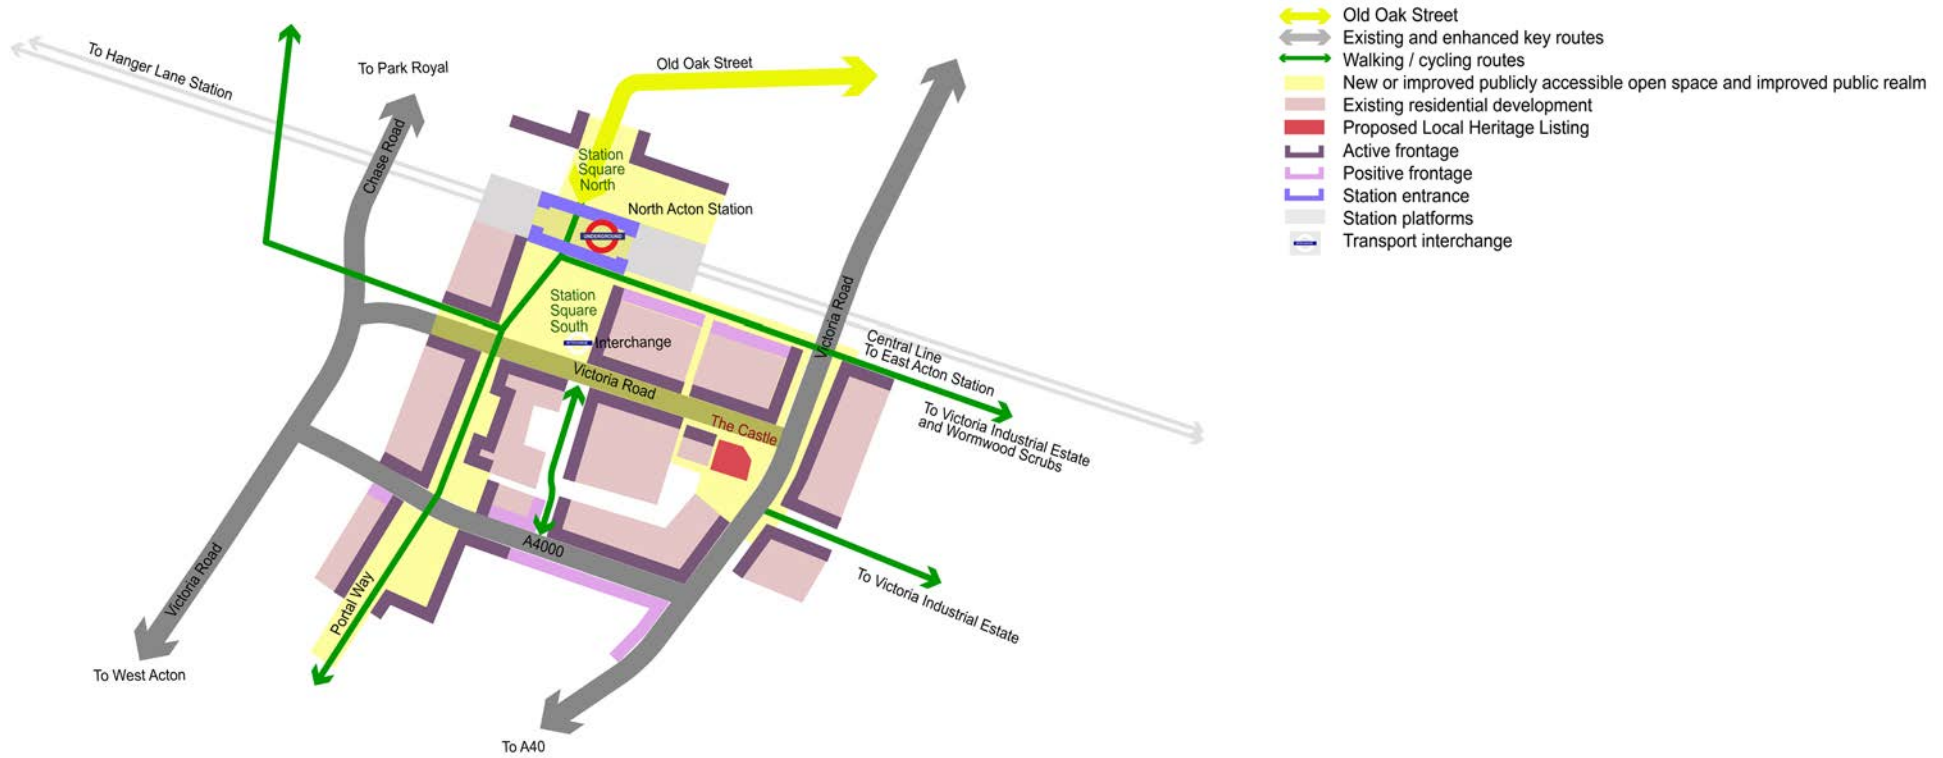 To Hanger Lane Station
To Park Royal
Chase Road
Old Oak Street
Station
Square
North
North Acton Station
UNDERGROUND
Station
Square
South
Interchange
Victoria Road
Victoria Road
Central Line
To East Acton Station
To Victoria Industrial Estate
and Wormwood Scrubs
The Castle
A4000
To Victoria Industrial Estate
Victoria Road
Portal Way
To West Acton
To A40
Old Oak Street
Existing and enhanced key routes
Walking / cycling routes
New or improved publicly accessible open space and improved public realm
Existing residential development
Proposed Local Heritage Listing
Active frontage
Positive frontage
Station entrance
Station platforms
Transport interchange